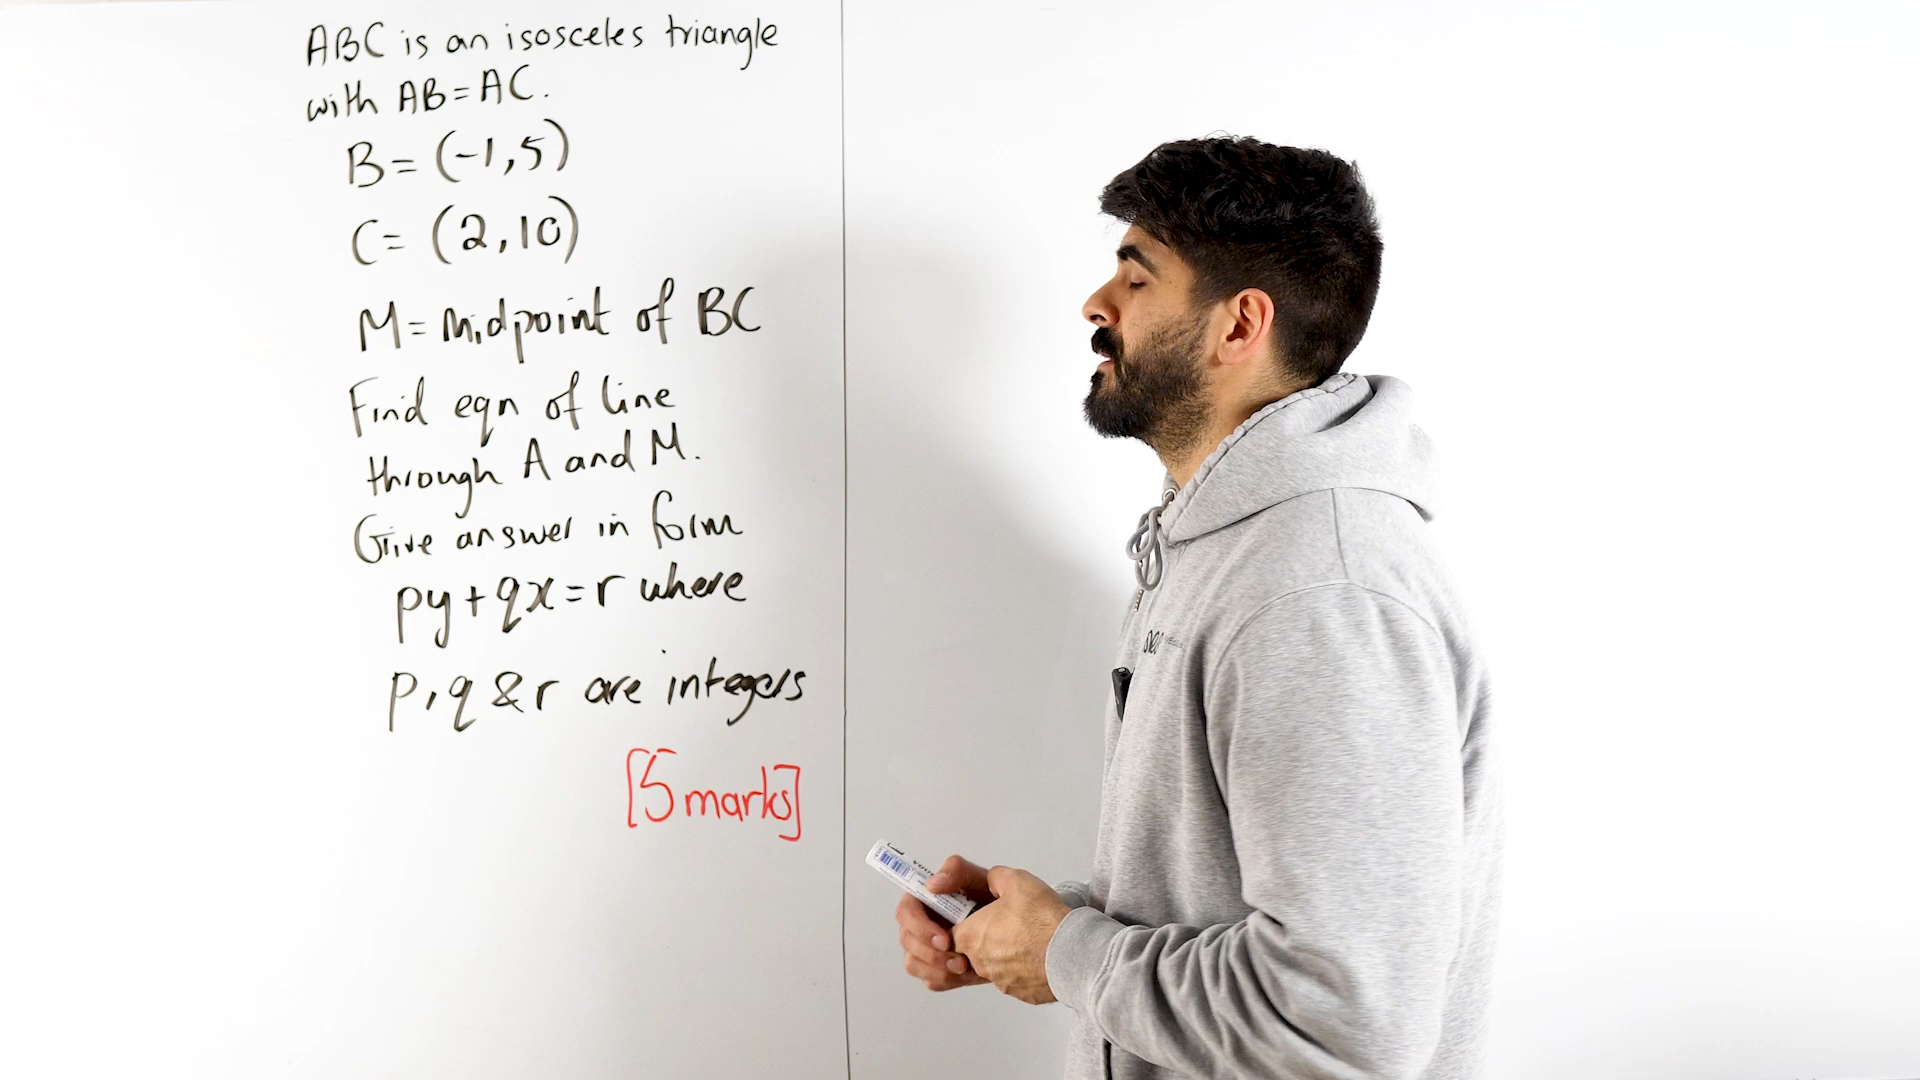 ABC is an isosceles triangle
with AB=AC.
B=(-1,5)
C=(2,10)
M=midpoint of BC
Find eqn of line
through A and M.
Give answer in form
py+qx=r where
p,q & r are integers
[5 marks]